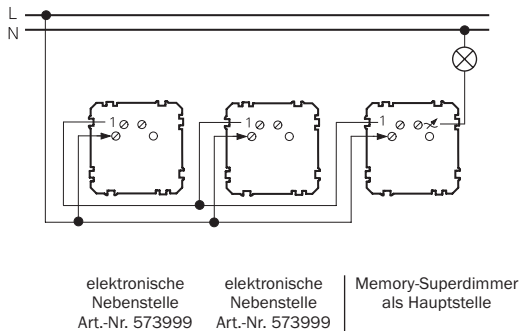 L
N
1
1
1
elektronische
Nebenstelle
Art.-Nr. 573999
elektronische
Nebenstelle
Art.-Nr. 573999
Memory-Superdimmer
als Hauptstelle